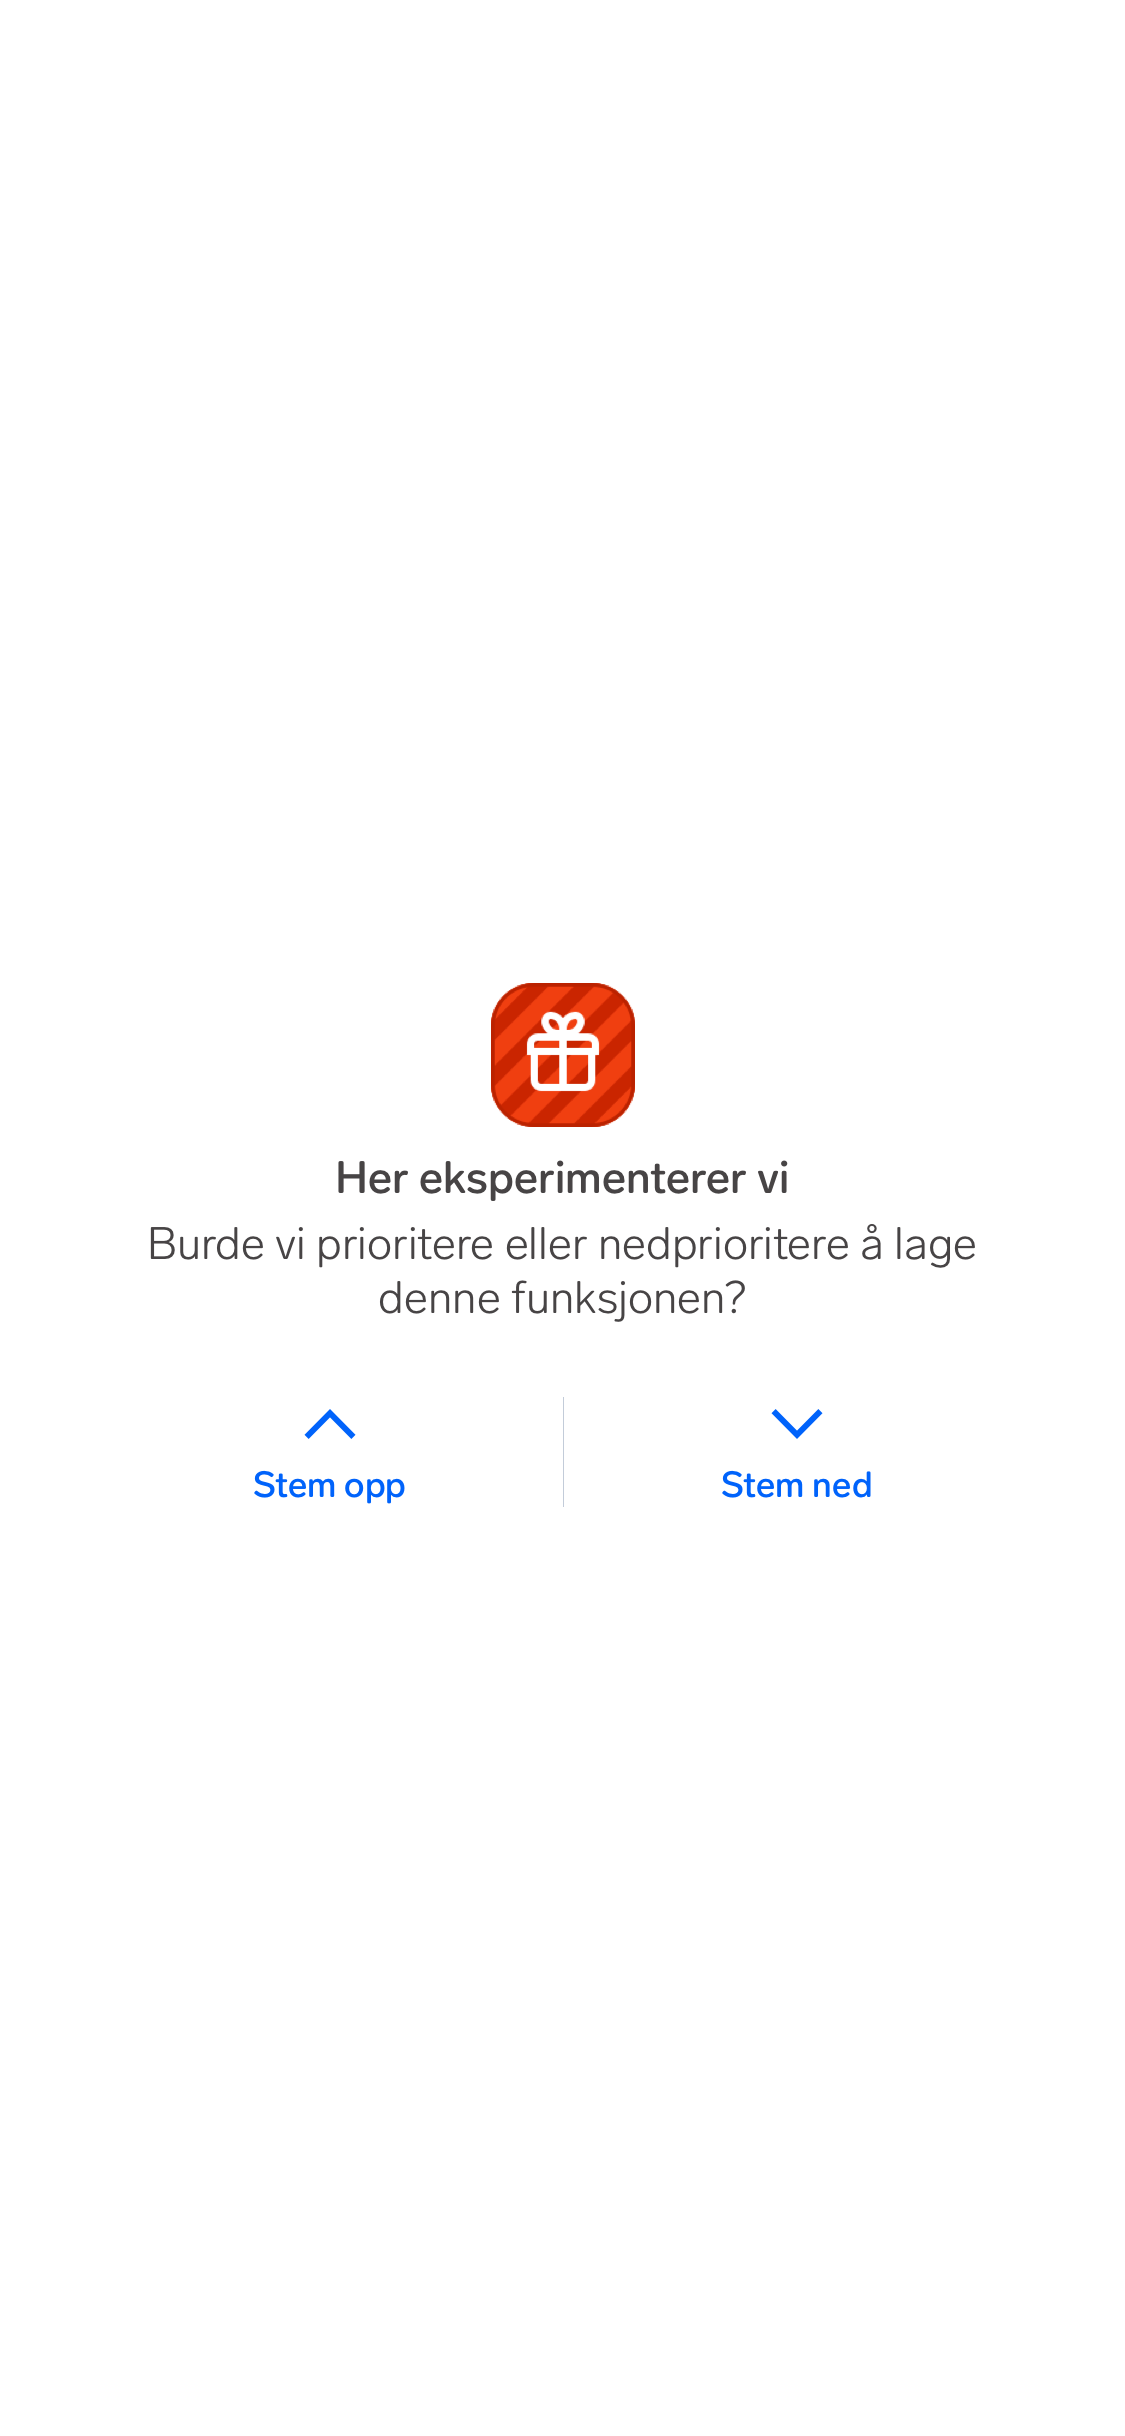 Her eksperimenterer vi
Burde vi prioritere eller nedprioritere å lage
denne funksjonen?
Stem opp
Stem ned